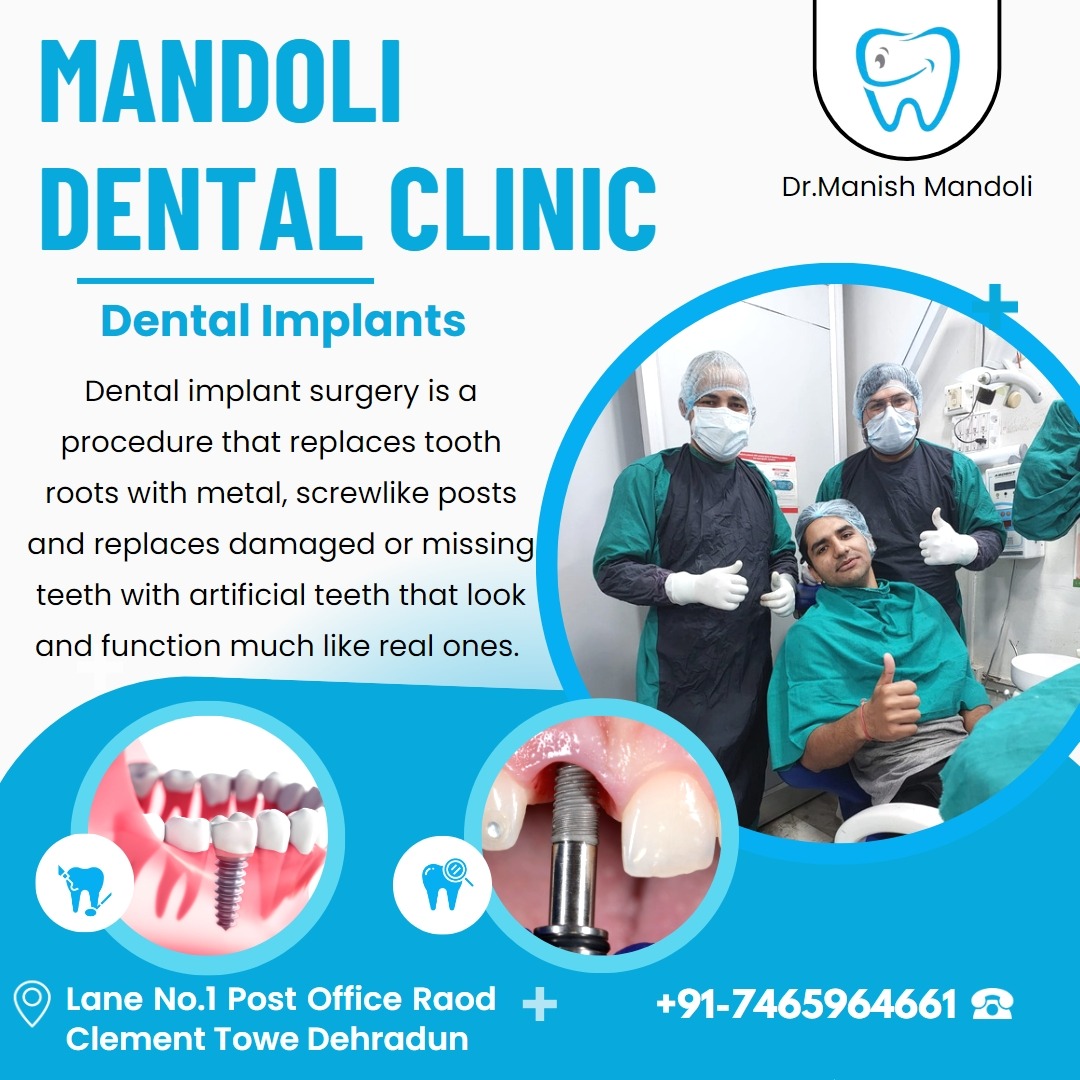 MANDOLI
DENTAL CLINIC
Dr.Manish Mandoli
Dental Implants
Dental implant surgery is a
procedure that replaces tooth
roots with metal, screwlike posts
and replaces damaged or missing
teeth with artificial teeth that look
and function much like real ones.
Lane No.1 Post Office Raod
Clement Towe Dehradun
+91-7465964661